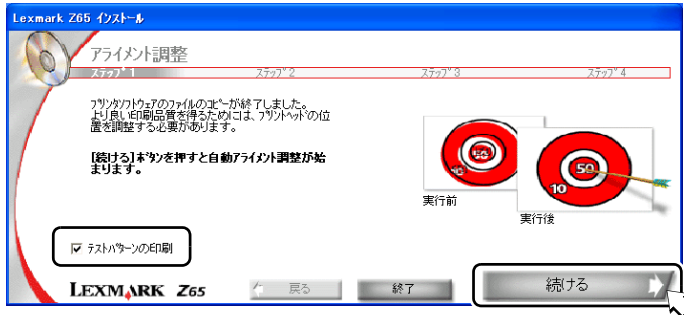 Lexmark Z65 インストール
アライメント調整
ステップ 1 ステップ 2 ステップ 3 ステップ 4
プリンタソフトウェアのファイルのコピーが終了しました。
より良い印刷品質を得るためには、プリントヘッドの位
置を調整する必要があります。
[続ける]ボタンを押すと自動アライメント調整が始
まります。
50
10
50
10
実行前
実行後
テストパターンの印刷
LEXMARK Z65
戻る
終了
続ける